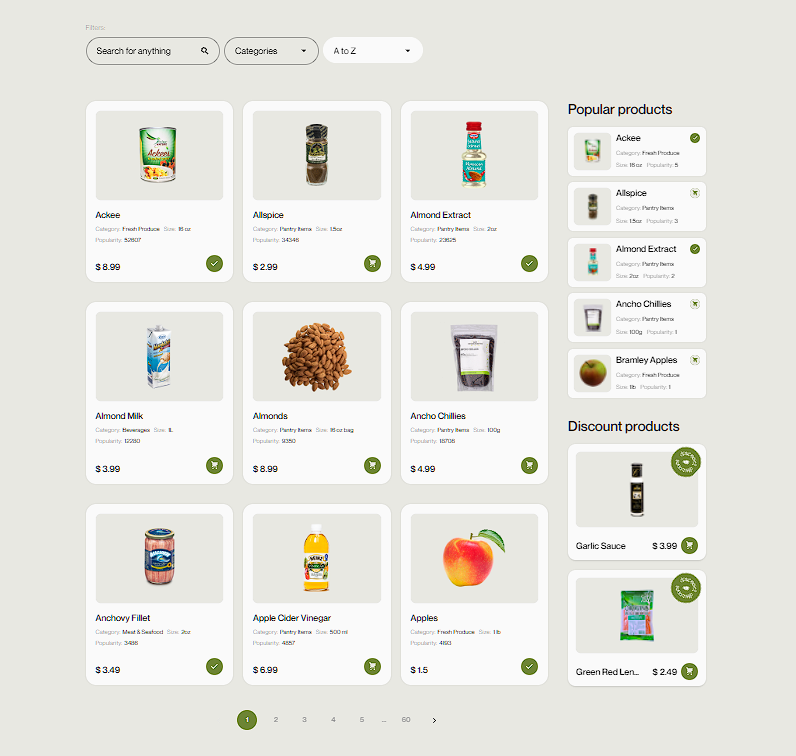 Filters:
Search for anything
Categories
A to Z
Ackee
Category: Fresh Produce Size: 16 oz
Popularity: 52607
$ 8.99
Allspice
Category: Pantry Items Size: 1.5oz
Popularity: 34346
$ 2.99
Almond Extract
Category: Pantry Items Size: 2oz
Popularity: 23625
$ 4.99
Almond Milk
Category: Beverages Size: 1L
Popularity: 12280
$ 3.99
Almonds
Category: Pantry Items Size: 16 oz bag
Popularity: 9350
$ 8.99
Ancho Chillies
Category: Pantry Items Size: 100g
Popularity: 18708
$ 4.99
Anchovy Fillet
Category: Meat & Seafood Size: 2oz
Popularity: 3486
$ 3.49
Apple Cider Vinegar
Category: Pantry Items Size: 500 ml
Popularity: 4857
$ 6.99
Apples
Category: Fresh Produce Size: 1 lb
Popularity: 4193
$ 1.5
1 2 3 4 5 ... 60
Popular products
Ackee
Category: Fresh Produce
Size: 16 oz Popularity: 5
Allspice
Category: Pantry Items
Size: 1.5oz Popularity: 3
Almond Extract
Category: Pantry Items
Size: 2oz Popularity: 2
Ancho Chillies
Category: Pantry Items
Size: 100g Popularity: 1
Bramley Apples
Category: Fresh Produce
Size: 1lb Popularity: 1
Discount products
Garlic Sauce
$ 3.99
Green Red Len...
$ 2.49